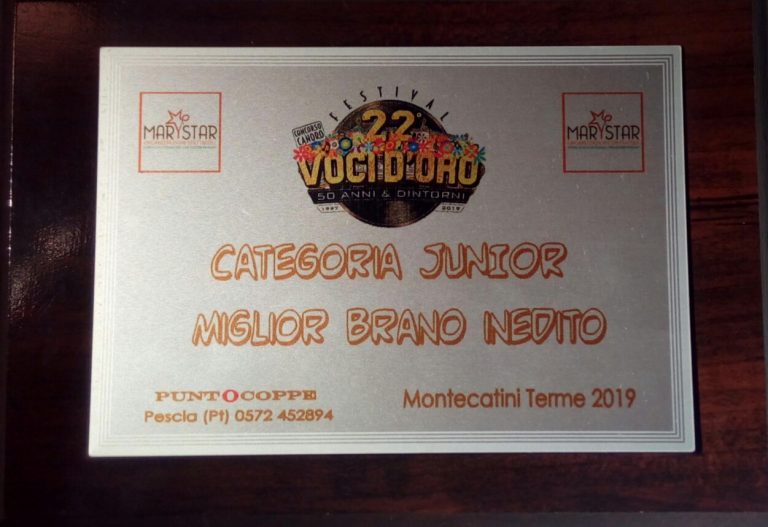 FESTIVAL
CONCORSO
CANORO
22°
VOCI D'ORO
50 ANNI & DINTORNI
1997 2019
MARYSTAR
MARYSTAR
CATEGORIA JUNIOR
MIGLIOR BRANO INEDITO
PUNTOCOPPE
Pescia (Pt) 0572 452894
Montecatini Terme 2019